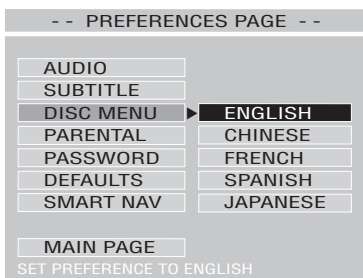 - - PREFERENCES PAGE - -
AUDIO
SUBTITLE
DISC MENU ENGLISH
PARENTAL CHINESE
PASSWORD FRENCH
DEFAULTS SPANISH
SMART NAV JAPANESE
MAIN PAGE
SET PREFERENCE TO ENGLISH